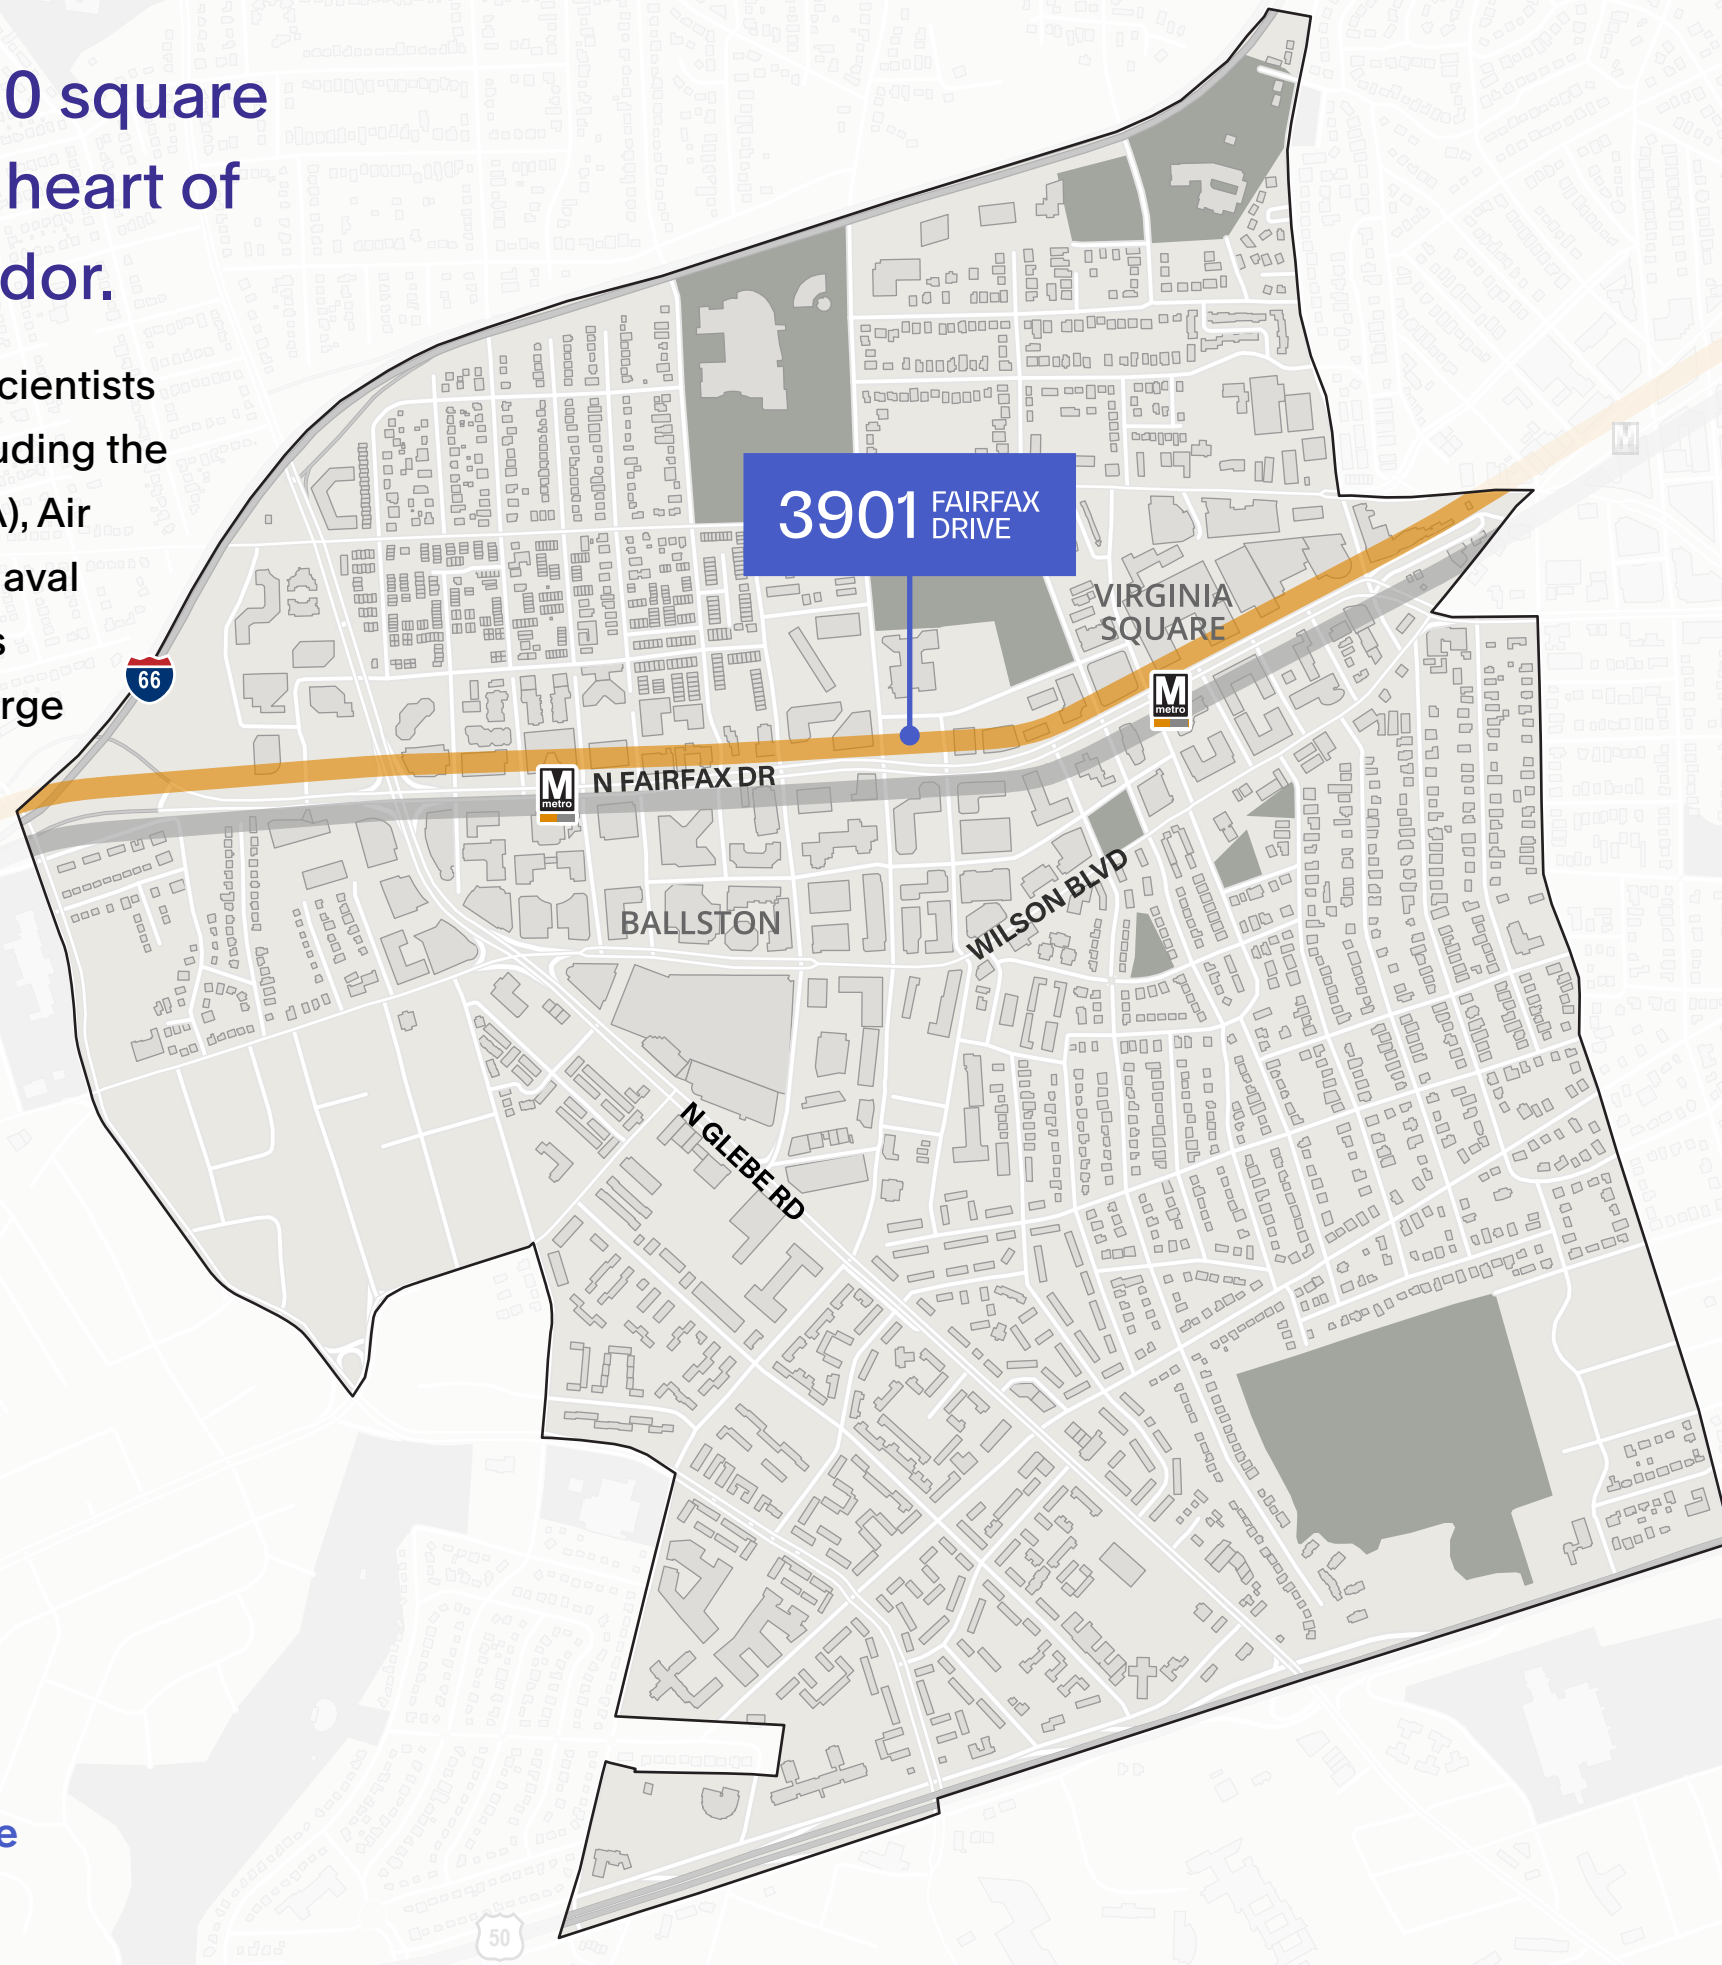 0 square
heart of
dor.
cientists
uding the
A), Air
aval
s
rge
66
3901 FAIRFAX
DRIVE
VIRGINIA
SQUARE
M
metro
M
M
metro
N FAIRFAX DR
WILSON BLVD
BALLSTON
N GLEBE RD
e
50